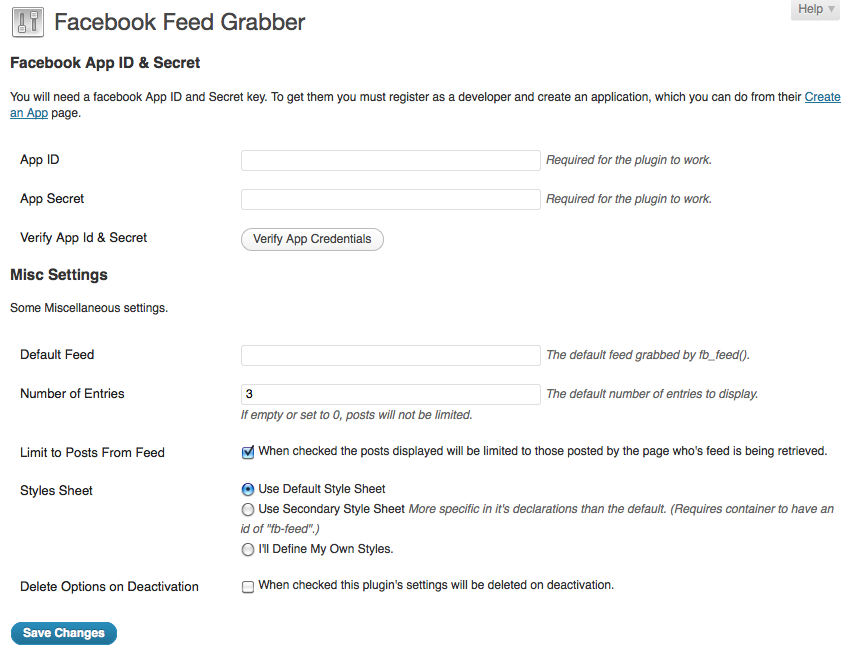 Facebook Feed Grabber
Help
Facebook App ID & Secret
You will need a facebook App ID and Secret key. To get them you must register as a developer and create an application, which you can do from their Create
an App page.
App ID
Required for the plugin to work.
App Secret
Required for the plugin to work.
Verify App Id & Secret
Verify App Credentials
Misc Settings
Some Miscellaneous settings.
Default Feed
The default feed grabbed by fb_feed().
Number of Entries
3
The default number of entries to display.
If empty or set to 0, posts will not be limited.
Limit to Posts From Feed
When checked the posts displayed will be limited to those posted by the page who's feed is being retrieved.
Styles Sheet
Use Default Style Sheet
Use Secondary Style Sheet More specific in it's declarations than the default. (Requires container to have an
id of "fb-feed".)
I'll Define My Own Styles.
Delete Options on Deactivation
When checked this plugin's settings will be deleted on deactivation.
Save Changes